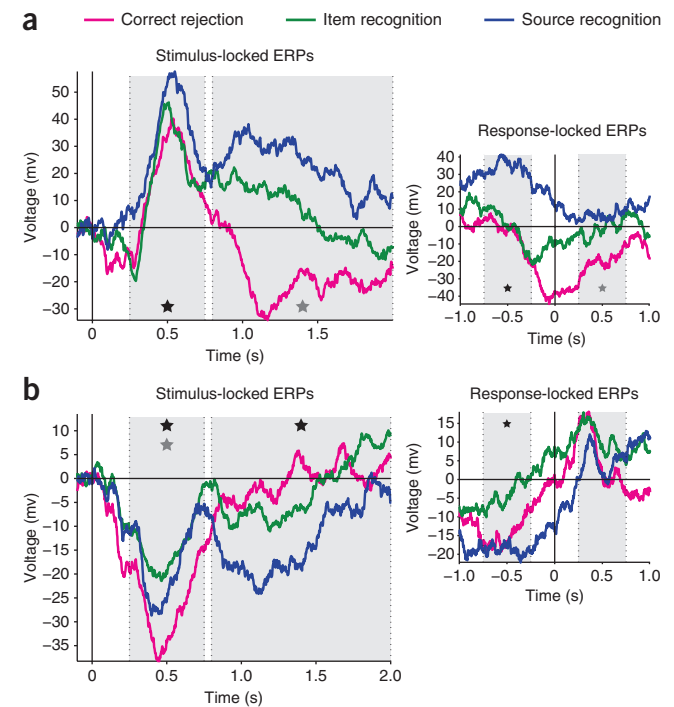 a
Correct rejection Item recognition Source recognition
Stimulus-locked ERPs
Voltage (mv)
50
40
30
20
10
0
−10
−20
−30
0 0.5 1.0 1.5
Time (s)
Response-locked ERPs
Voltage (mv)
40
30
20
10
0
−10
20
30
−40
−1.0 −0.5 0 0.5 1.0
Time (s)
b
Stimulus-locked ERPs
Voltage (mv)
10
5
0
−5
−10
−15
−20
−25
−30
−35
0 0.5 1.0 1.5 2.0
Time (s)
Response-locked ERPs
Voltage (mv)
15
10
5
0
−5
−10
−15
−20
−1.0 −0.5 0 0.5 1.0
Time (s)